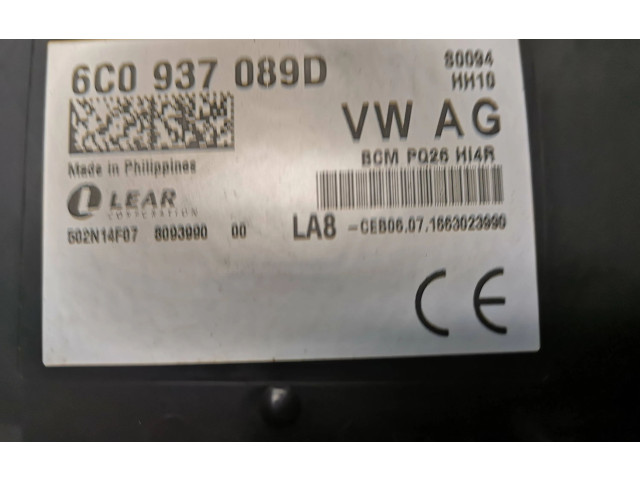 6C0 937 089D
80094
HH10
VW AG
BCM PQ26 HI4R
Made in Philippines
LEAR
CORPORATION
502N14F07 8093990 00
LA8 -CEB06.07.1663023990
CE